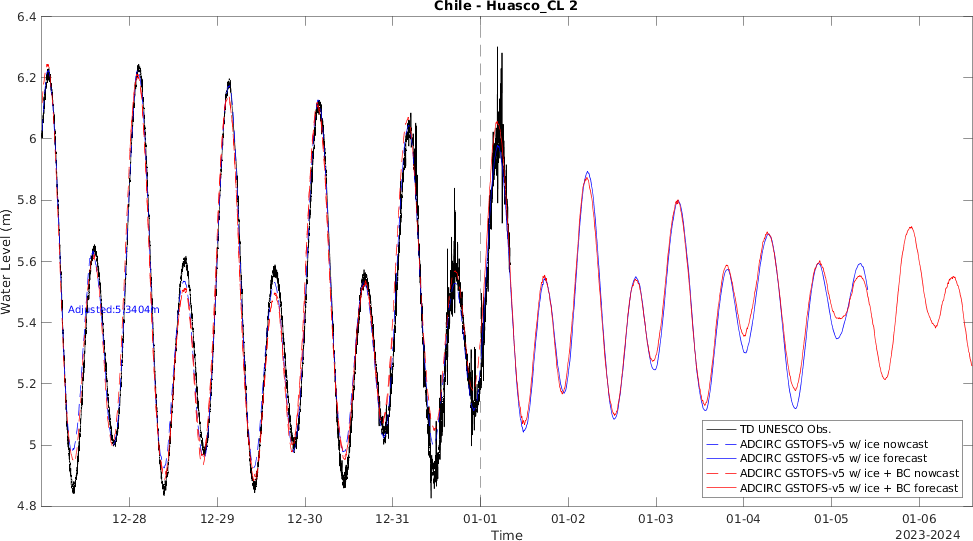 Chile - Huasco_CL 2
6.4
6.2
6
5.8
5.6
5.4
5.2
5
4.8
Water Level (m)
Adjusted:5.3404m
TD UNESCO Obs.
ADCIRC GSTOFS-v5 w/ ice nowcast
ADCIRC GSTOFS-v5 w/ ice forecast
ADCIRC GSTOFS-v5 w/ ice + BC nowcast
ADCIRC GSTOFS-v5 w/ ice + BC forecast
12-28 12-29 12-30 12-31 01-01 01-02 01-03 01-04 01-05 01-06
Time
2023-2024